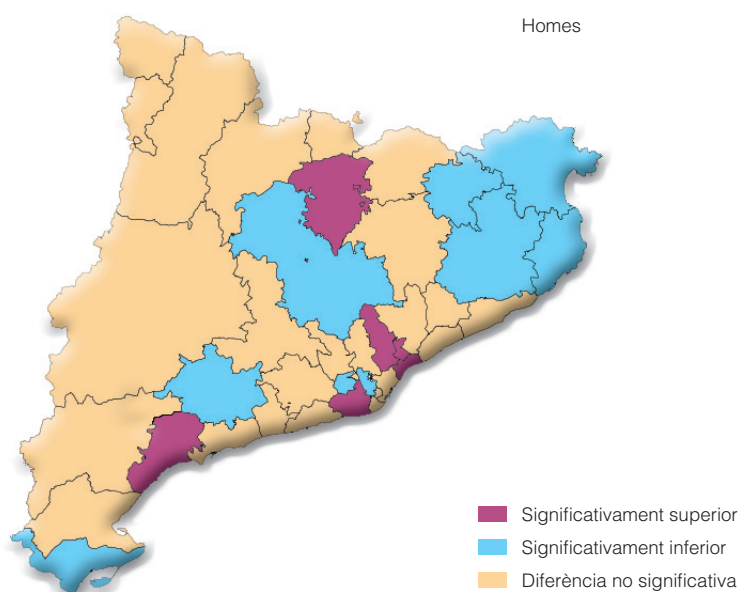 Homes
Significativament superior
Significativament inferior
Diferència no significativa